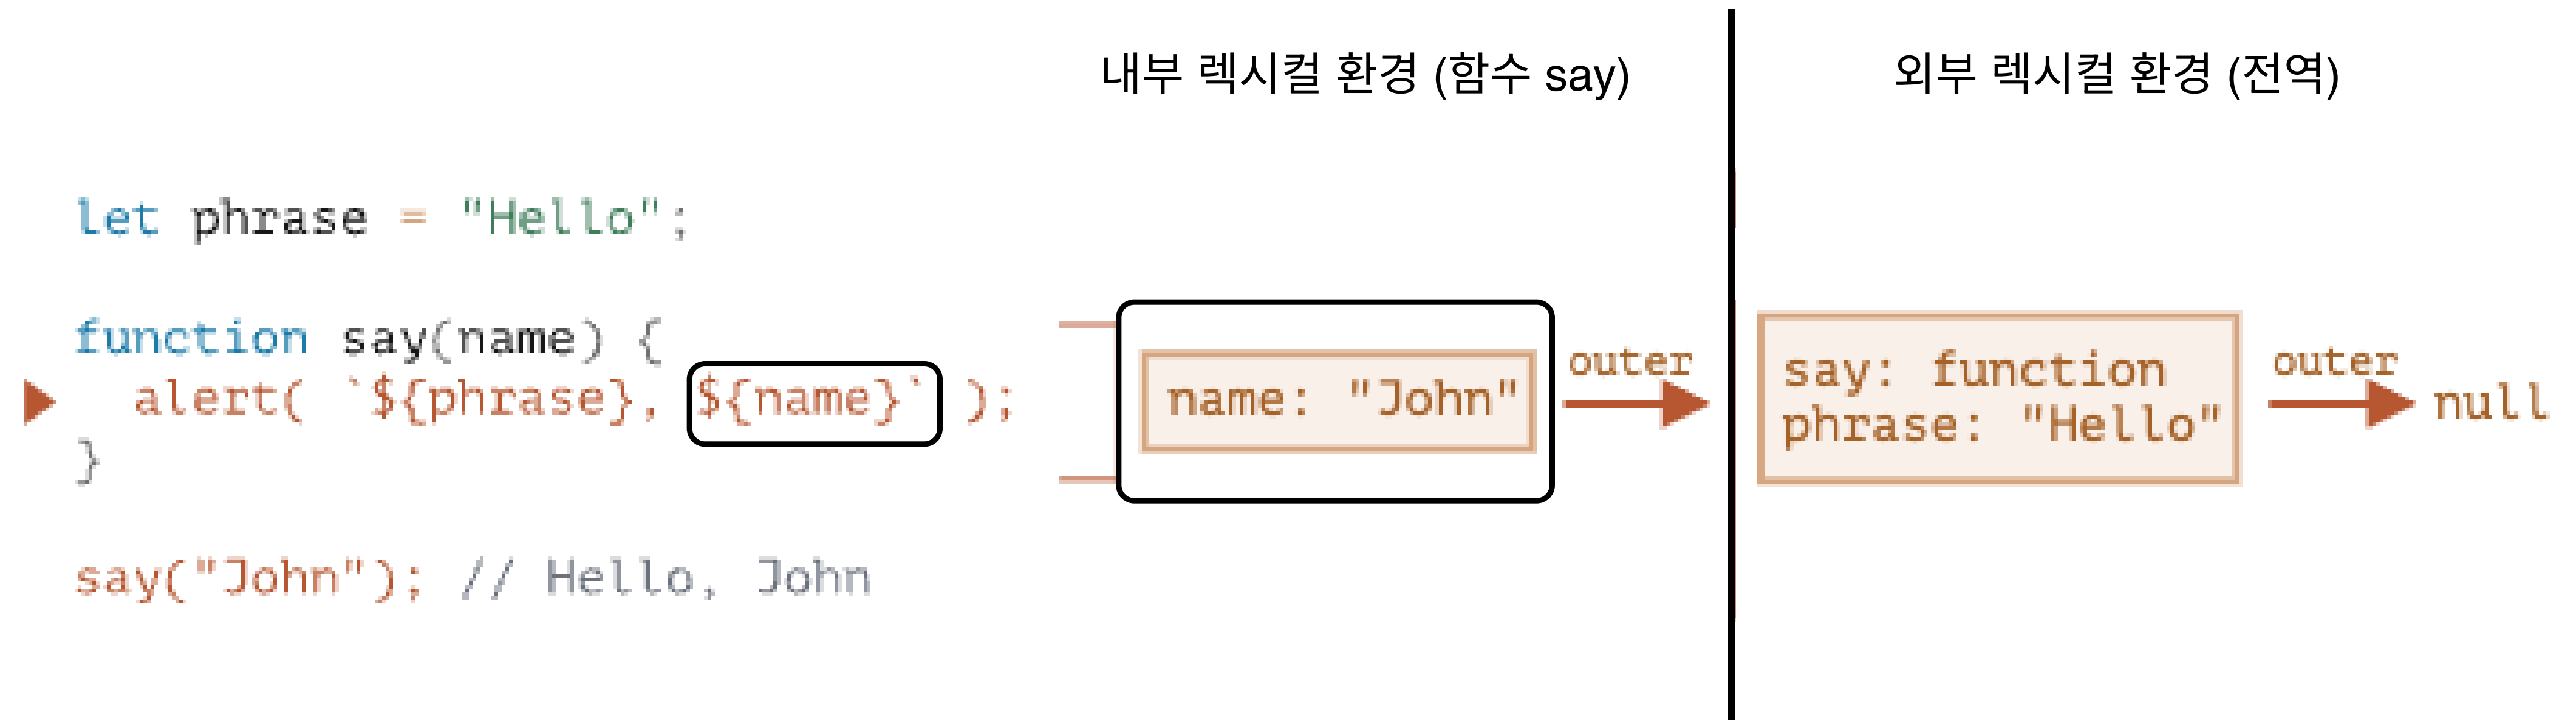 내부 렉시컬 환경 (함수 say)
외부 렉시컬 환경 (전역)
let phrase = "Hello";
function say(name) {
alert( `${phrase}, ${name}` );
}
say("John"); // Hello, John
name: "John"
outer
say: function
phrase: "Hello"
outer
null